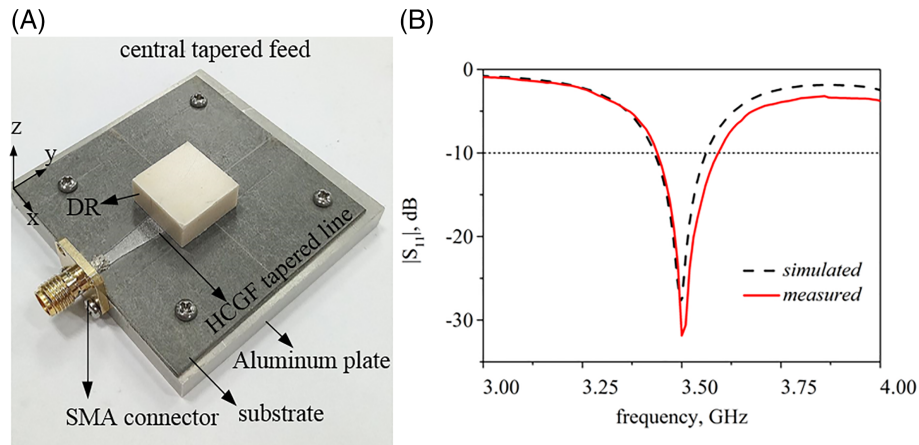 (A)
central tapered feed
z
y
x
DR
HCGF tapered line
Aluminum plate
SMA connector
substrate
(B)
0
-10
-20
-30
|S11|, dB
simulated
measured
3.00 3.25 3.50 3.75 4.00
frequency, GHz